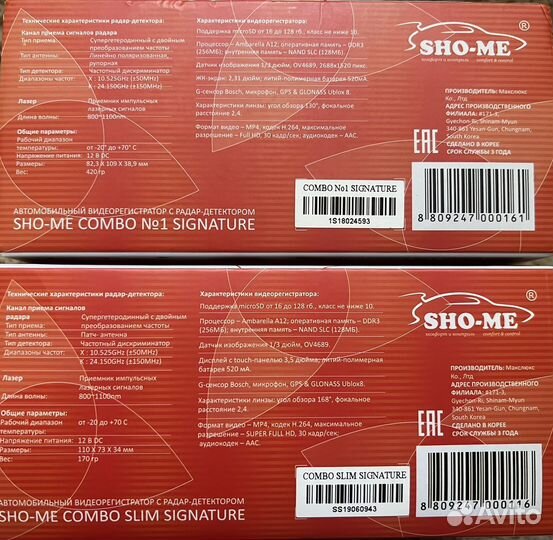 Технические характеристики радар-детектора:
Канал приема сигналов радара
Тип приема: Супергетеродинный с двойным преобразованием частоты
Тип антенны: Линейно поляризованный, рупорная
Тип детектора: Частотный дискриминатор
Диапазоны частот: X - 10.525GHz (±50MHz)
K - 24.150GHz (±150MHz)
Лазер Приемник импульсных лазерных сигналов
Длина волны: 800~1100nm
Общие параметры:
Рабочий диапазон температуры: от -20° до +70° С
Напряжение питания: 12 В DC
Размеры: 82,3 X 109 X 38,9 мм
Вес: 420 гр
Характеристики видеорегистратора:
Поддержка microSD от 16 до 128 гб., класс не ниже 10.
Процессор – Ambarella A12; оперативная память – DDR3 (256МБ); внутренняя память – NAND SLC (128МБ).
Датчик изображения 1/3 дюйм, OV4689, 2688x1520 пикс.
ЖК-экран: 2,31 дюйм; литий-полимерная батарея 520мА.
G-сенсор Bosch, микрофон, GPS & GLONASS Ublox 8.
Характеристики линзы: угол обзора 130°, фокальное расстояние 2,4.
Формат видео – MP4, кодек H 264, максимальное разрешение – Full HD, 30 кадр/сек; аудио - AAC.
SHO-ME ®
комфорт и контроль comfort & control
ПРОИЗВОДИТЕЛЬ: Макслюкс Ко., Лтд
АДРЕС ПРОИЗВОДСТВЕННОГО ФИЛИАЛА: #171-3,
Gyechon-Ri, Shinam-Myun
340-861 Yesan-Gun, Chungnam, South Korea
СДЕЛАНО В КОРЕЕ
СРОК СЛУЖБЫ 3 ГОДА
EAC
COMBO No1 SIGNATURE
1S18024593
8 809247 000161
АВТОМОБИЛЬНЫЙ ВИДЕОРЕГИСТРАТОР С РАДАР-ДЕТЕКТОРОМ
SHO-ME COMBO №1 SIGNATURE
Технические характеристики радар-детектора:
Канал приема сигналов радара
Тип приема: Супергетеродинный с двойным преобразованием частоты
Тип антенны: Патч- антенна
Тип детектора: Частотный дискриминатор
Диапазоны частот: X - 10.525GHz (±50MHz)
K - 24.150GHz (±150MHz)
Лазер Приемник импульсных лазерных сигналов
Длина волны: 800~1100nm
Общие параметры:
Рабочий диапазон температуры: от -20 до +70 С
Напряжение питания: 12 В DC
Размеры: 110 X 73 X 34 мм
Вес: 170 гр
Характеристики видеорегистратора:
Поддержка microSD от 16 до 128 гб., класс не ниже 10.
Процессор – Ambarella A12; оперативная память – DDR3 (256МБ); внутренняя память – NAND SLC (128МБ).
Датчик изображения 1/3 дюйм, OV4689.
Дисплей с touch-панелью 3,5 дюйма, литий-полимерная батарея 520 мА.
G-сенсор Bosch, микрофон, GPS & GLONASS Ublox8.
Характеристики линзы: угол обзора 168°, фокальное расстояние 2,4.
Формат видео – MP4, кодек H 264, максимальное разрешение – SUPER FULL HD, 30 кадр/сек; аудио - AAC.
SHO-ME ®
комфорт и контроль comfort & control
ПРОИЗВОДИТЕЛЬ: Макслюкс Ко., Лтд
АДРЕС ПРОИЗВОДСТВЕННОГО ФИЛИАЛА: #171-3,
Gyechon-Ri, Shinam-Myun
340-861 Yesan-Gun, Chungnam, South Korea
СДЕЛАНО В КОРЕЕ
СРОК СЛУЖБЫ 3 ГОДА
EAC
COMBO SLIM SIGNATURE
SS19060943
8 809247 000116
АВТОМОБИЛЬНЫЙ ВИДЕОРЕГИСТРАТОР С РАДАР-ДЕТЕКТОРОМ
SHO-ME COMBO SLIM SIGNATURE
Avito